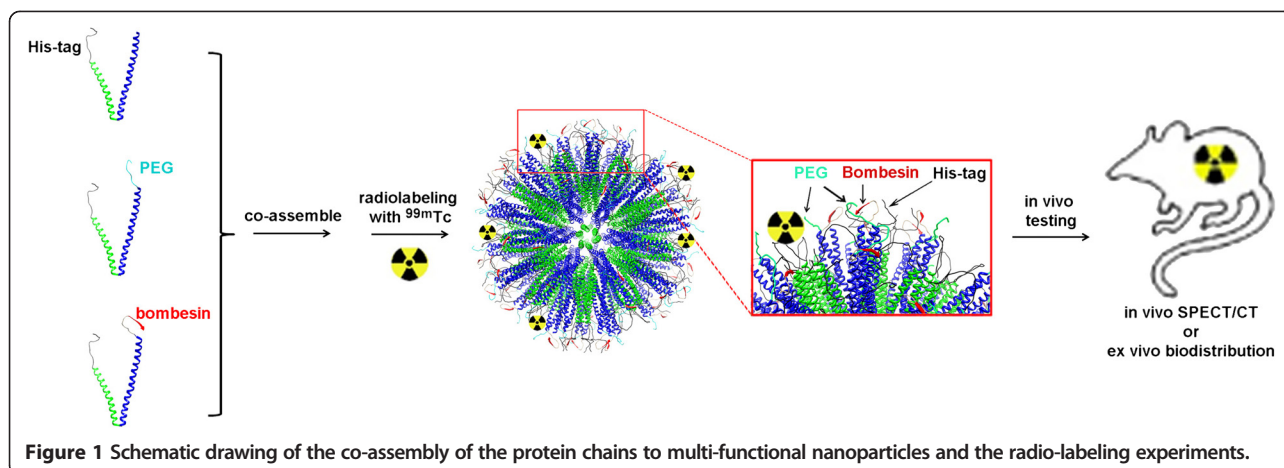 His-tag
PEG
bombesin
co-assemble
radiolabeling
with 99mTc
PEG Bombesin His-tag
in vivo
testing
in vivo SPECT/CT
or
ex vivo biodistribution
Figure 1 Schematic drawing of the co-assembly of the protein chains to multi-functional nanoparticles and the radio-labeling experiments.